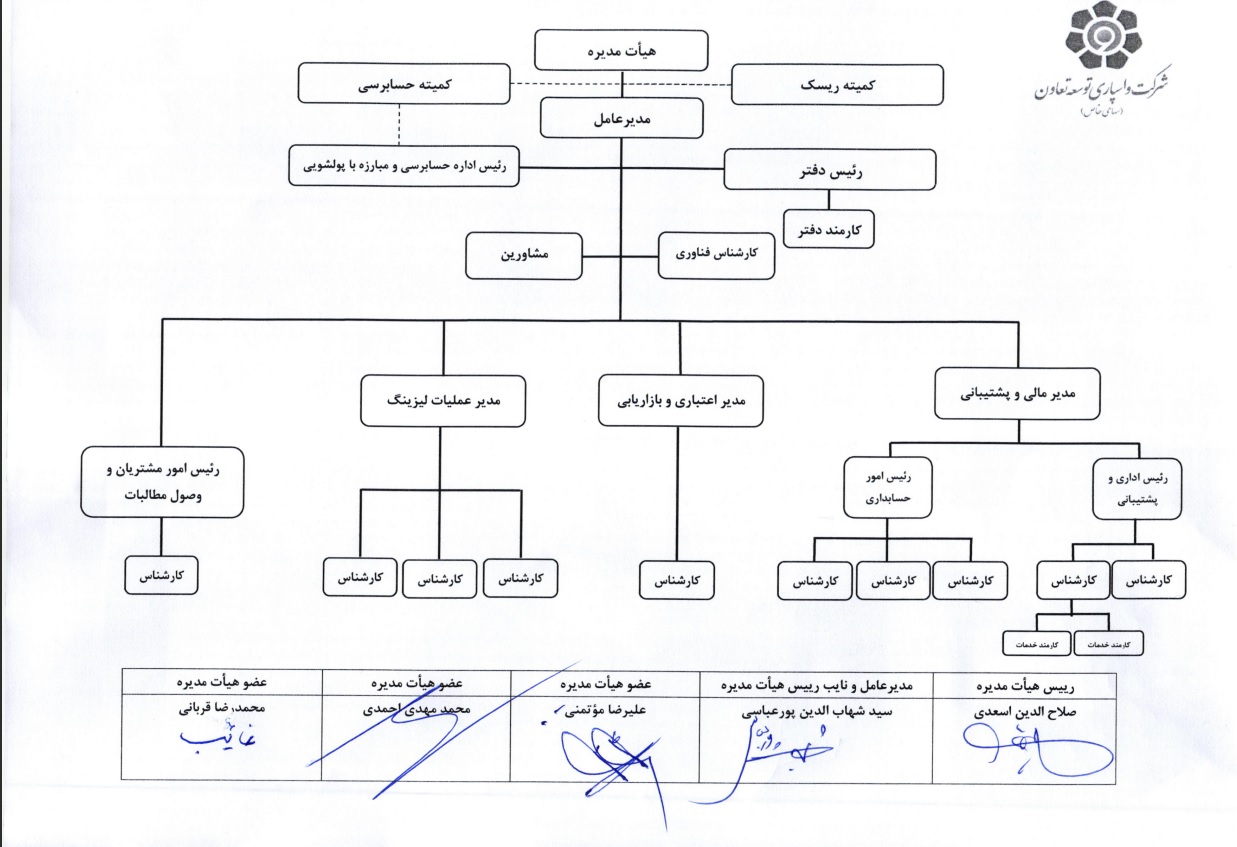 شرکت واسپاری توسعه تعاون
(سهامی خاص)
هیأت مدیره
کمیته ریسک
کمیته حسابرسی
مدیرعامل
رئیس دفتر
رئیس اداره حسابرسی و مبارزه با پولشویی
کارمند دفتر
کارشناس فناوری
مشاورین
مدیر مالی و پشتیبانی
مدیر اعتباری و بازاریابی
مدیر عملیات لیزینگ
رئیس امور مشتریان و
وصول مطالبات
رئیس اداری و
پشتیبانی
رئیس امور
حسابداری
کارشناس
کارشناس
کارشناس
کارشناس
کارشناس
کارشناس
کارشناس
کارشناس
کارشناس
کارشناس
کارمند خدمات
کارمند خدمات
رییس هیأت مدیره
صلاح الدین اسعدی
مدیرعامل و نایب رییس هیأت مدیره
سید شهاب الدین پورعباسی
عضو هیأت مدیره
علیرضا مؤتمنی
عضو هیأت مدیره
محمد مهدی احمدی
عضو هیأت مدیره
محمدرضا قربانی
غائب